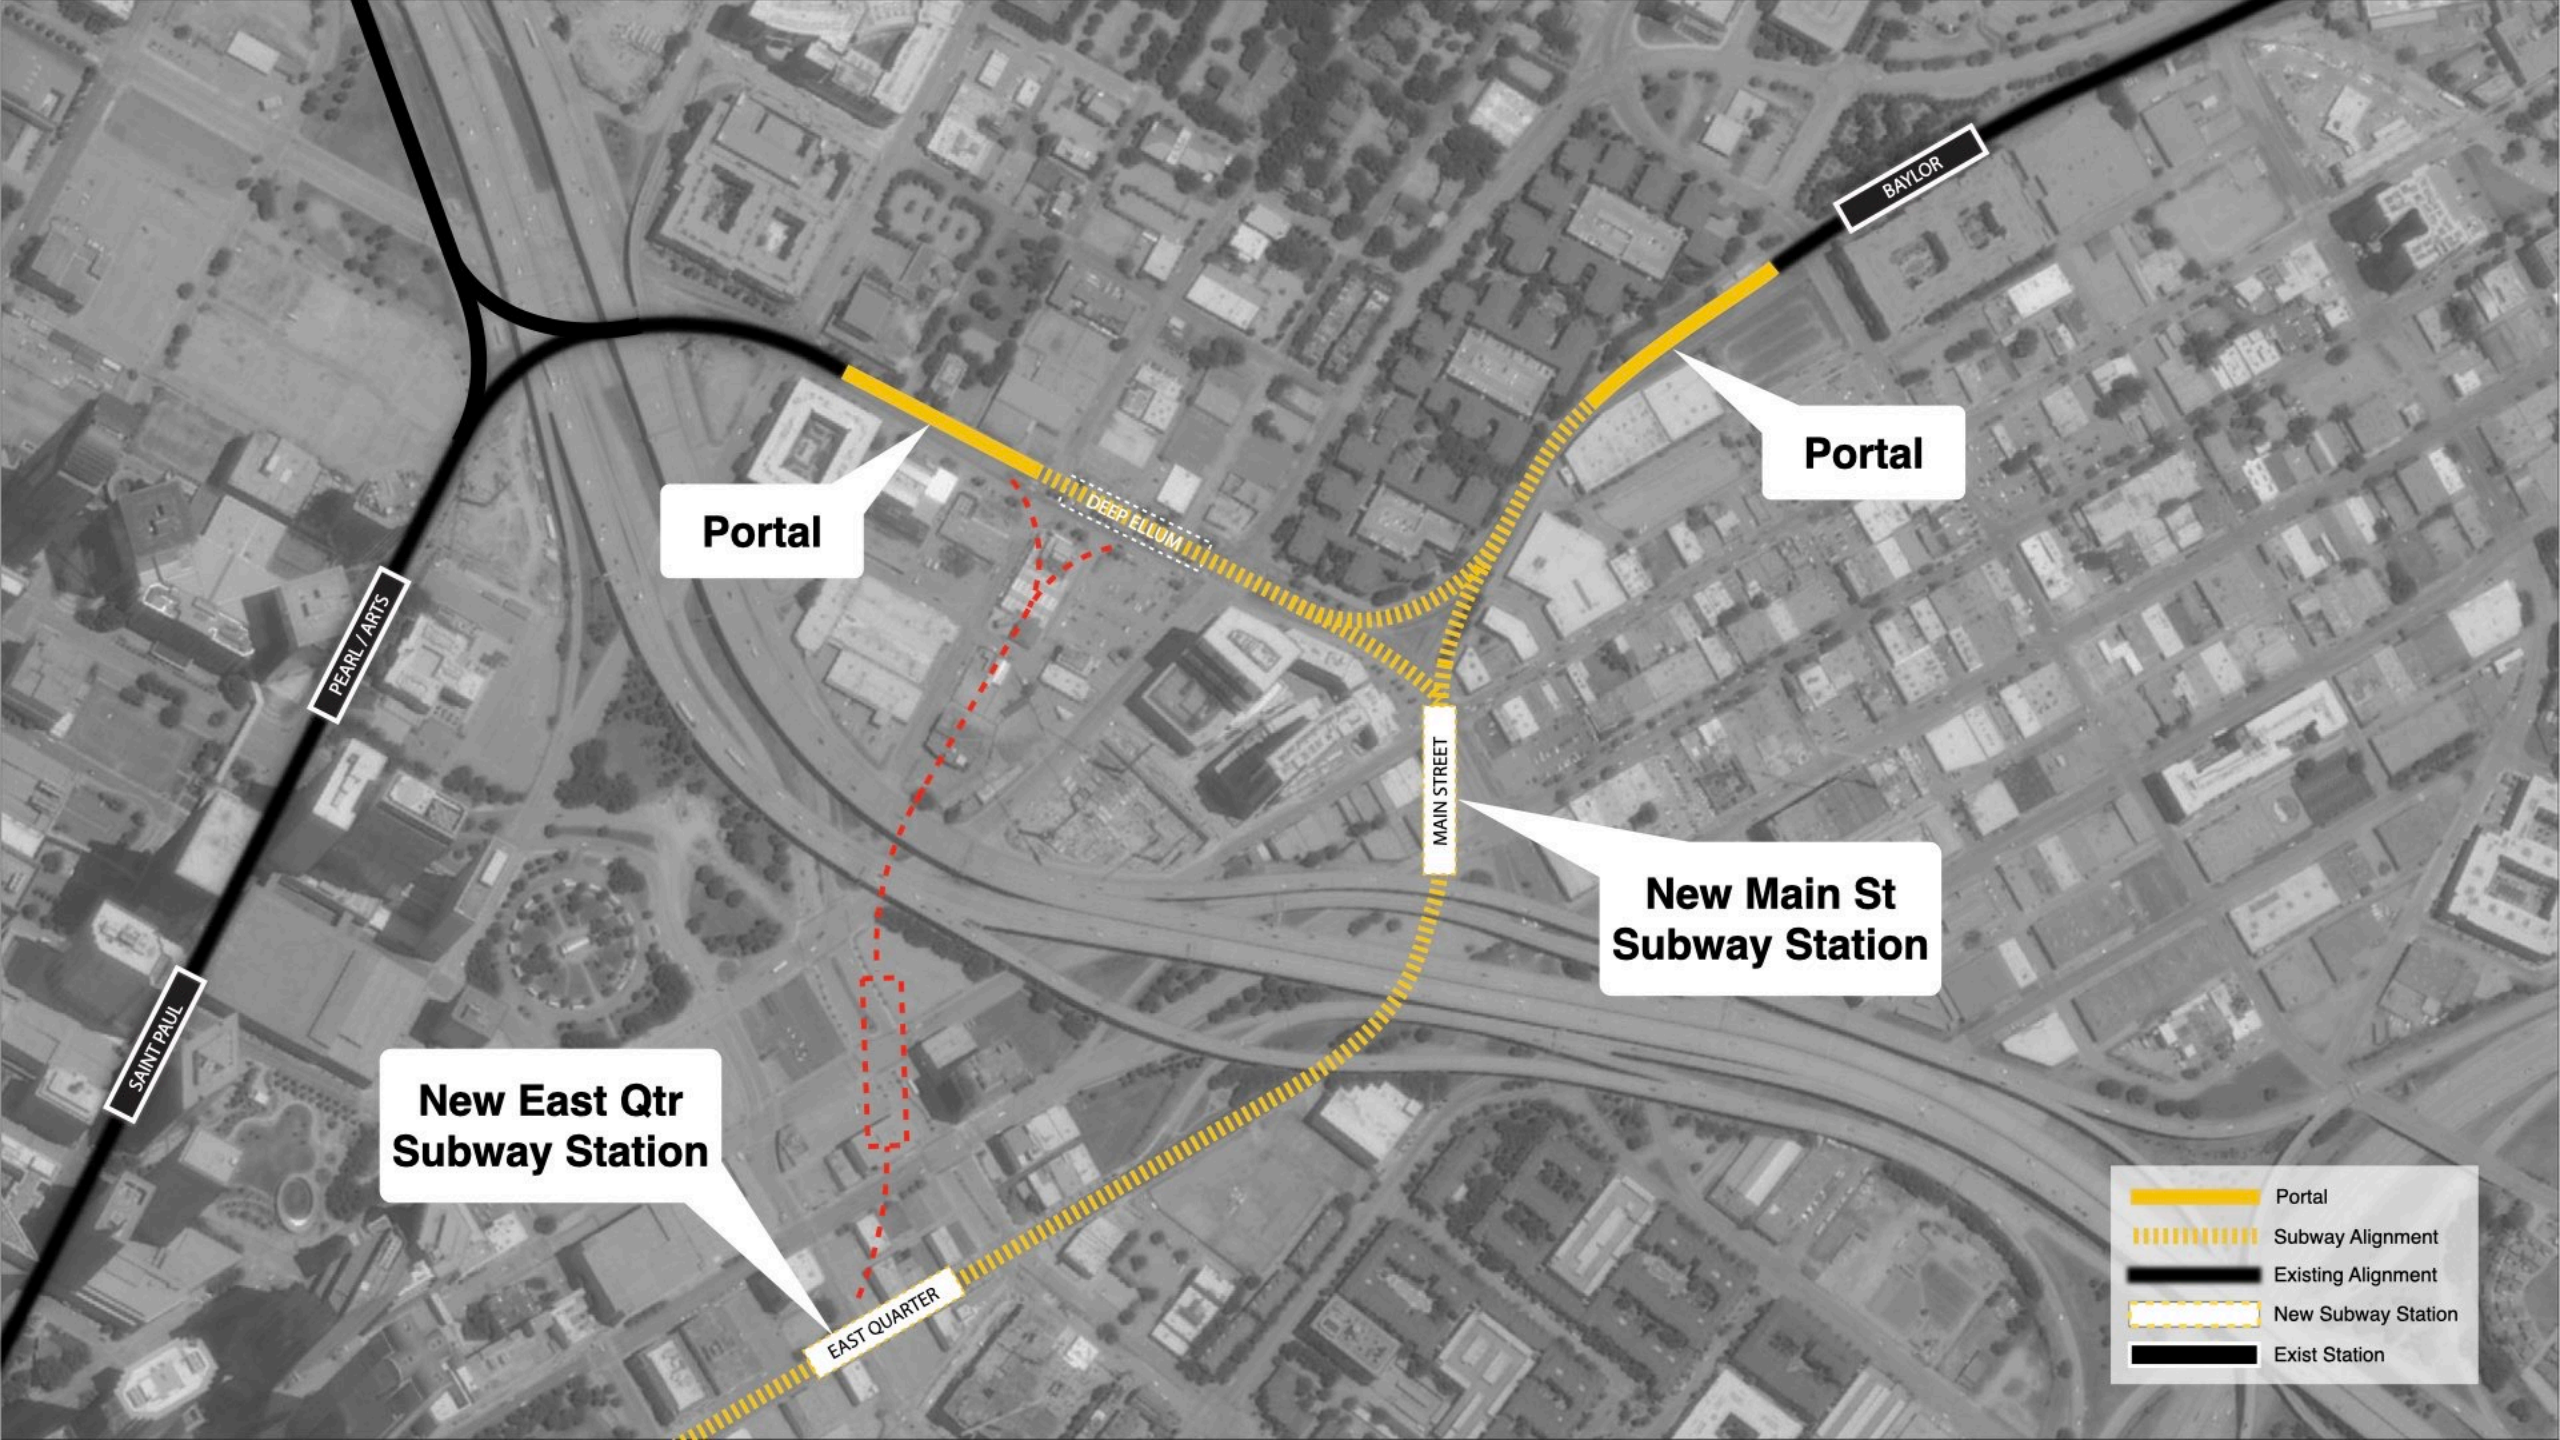 BAYLOR
Portal
DEEP ELLUM
Portal
PEARL / ARTS
MAIN STREET
New Main St
Subway Station
SAINT PAUL
New East Qtr
Subway Station
EAST QUARTER
Portal
Subway Alignment
Existing Alignment
New Subway Station
Exist Station